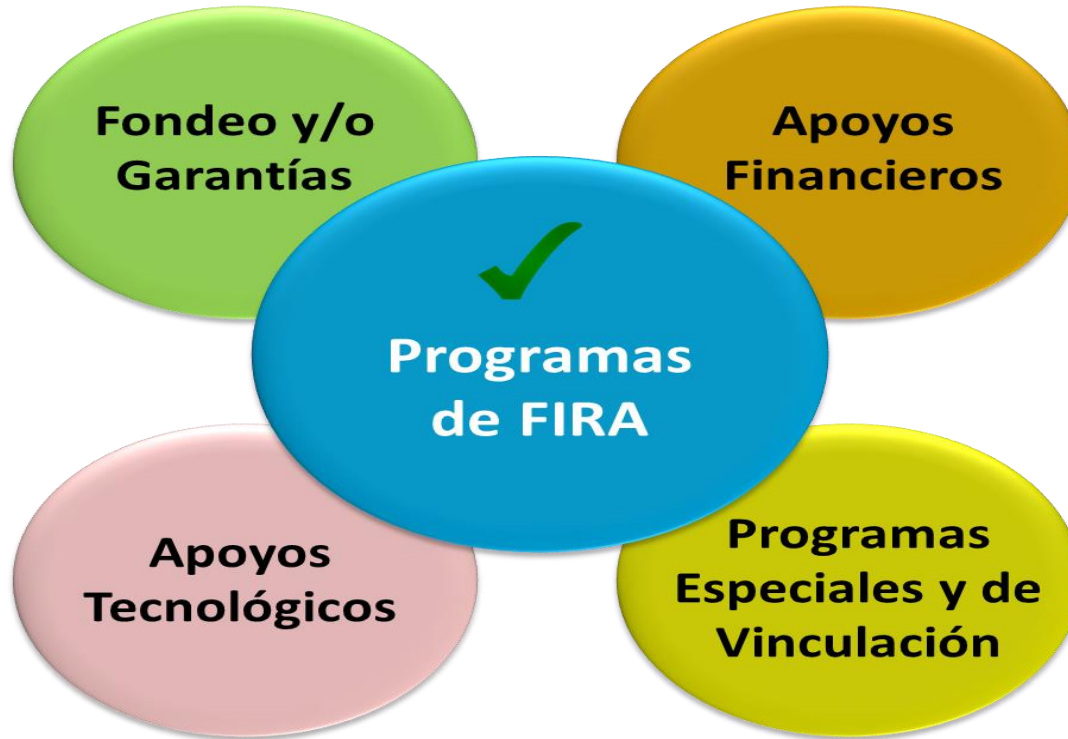 Fondeo y/o
Garantías
Apoyos
Financieros
Programas
de FIRA
Apoyos
Tecnológicos
Programas
Especiales y de
Vinculación